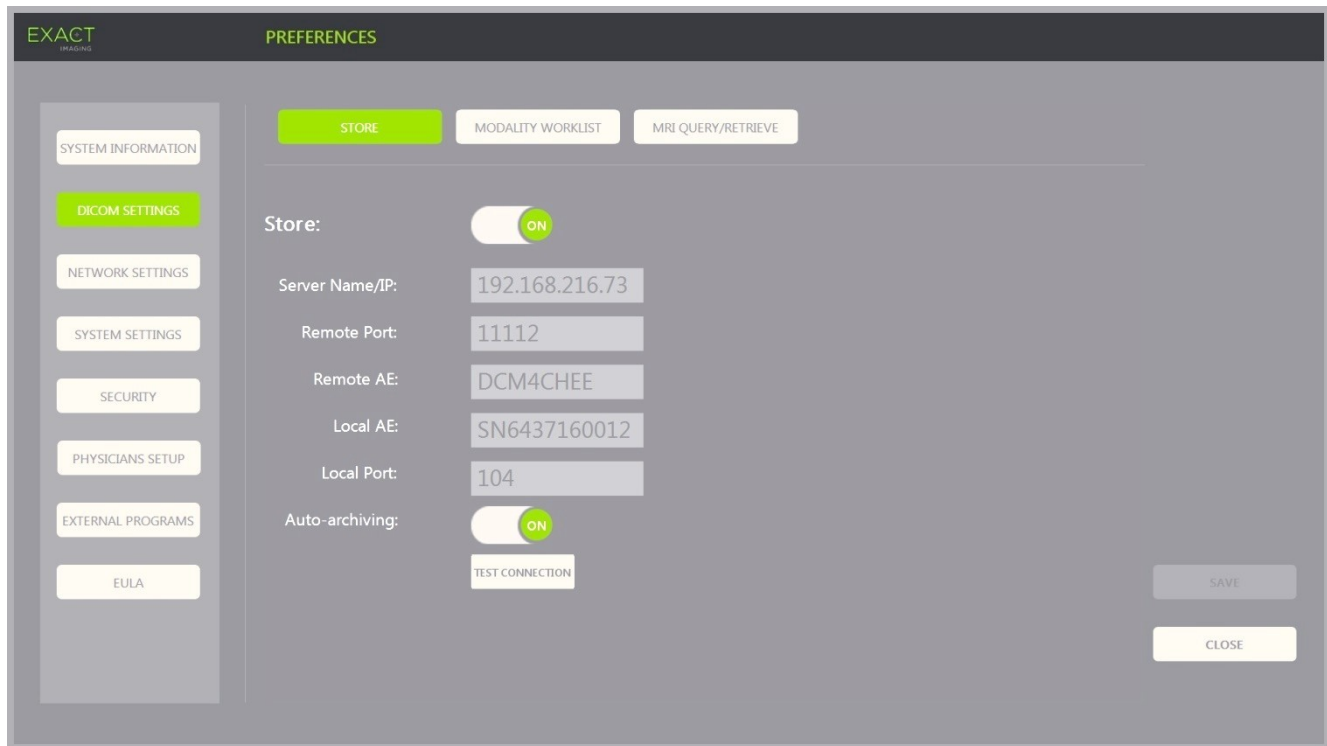 EXACT
IMAGING
PREFERENCES
SYSTEM INFORMATION
DICOM SETTINGS
NETWORK SETTINGS
SYSTEM SETTINGS
SECURITY
PHYSICIANS SETUP
EXTERNAL PROGRAMS
EULA
STORE
MODALITY WORKLIST
MRI QUERY/RETRIEVE
Store: ON
Server Name/IP: 192.168.216.73
Remote Port: 11112
Remote AE: DCM4CHEE
Local AE: SN6437160012
Local Port: 104
Auto-archiving: ON
TEST CONNECTION
SAVE
CLOSE